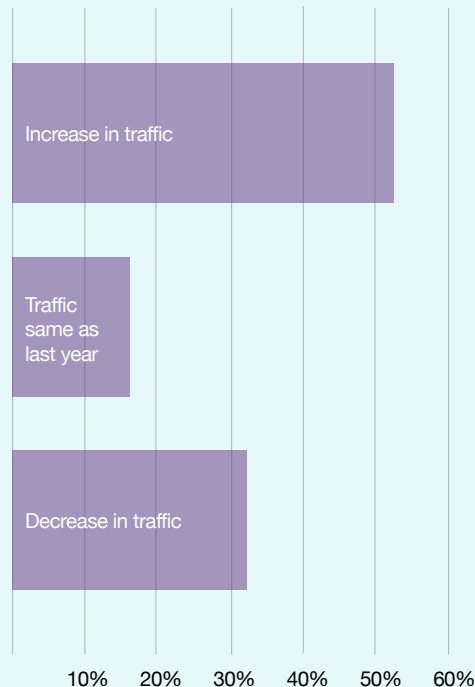 Increase in traffic
Traffic
same as
last year
Decrease in traffic
10% 20% 30% 40% 50% 60%